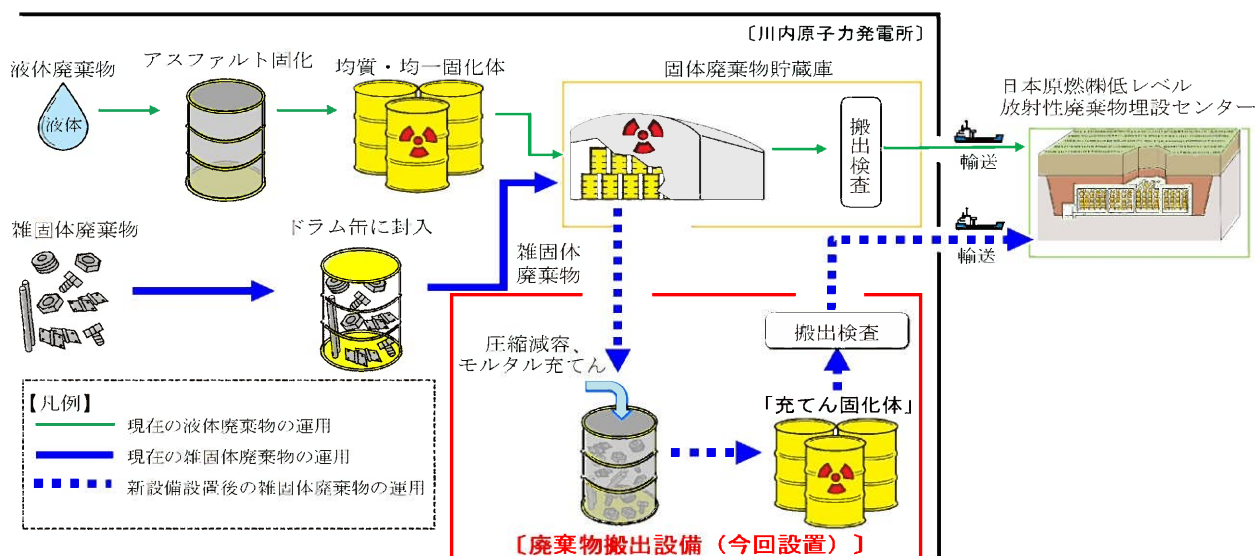 〔川内原子力発電所〕
液体廃棄物
液体
アスファルト固化
均質・均一固化体
固体廃棄物貯蔵庫
搬出検査
輸送
日本原燃㈱低レベル
放射性廃棄物埋設センター
雑固体廃棄物
ドラム缶に封入
雑固体
廃棄物
輸送
圧縮減容、
モルタル充てん
搬出検査
「充てん固化体」
〔廃棄物搬出設備（今回設置）〕
【凡例】
現在の液体廃棄物の運用
現在の雑固体廃棄物の運用
新設備設置後の雑固体廃棄物の運用